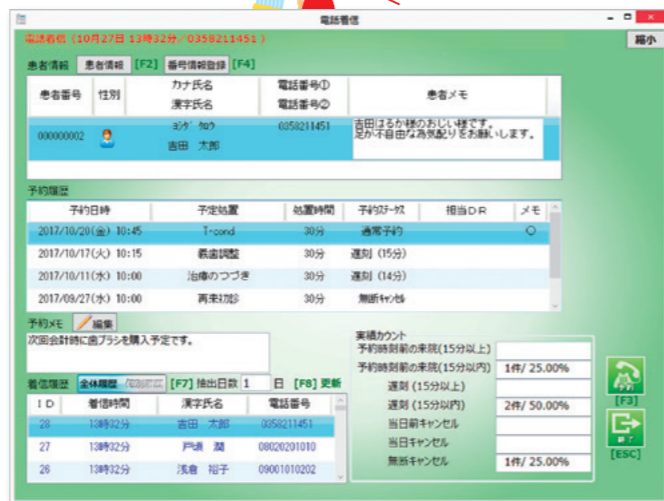 電話着信
電話着信 (10月27日 13時32分/0358211451 )
縮小
患者情報 患者情報 [F2] 番号情報登録 [F4]
患者番号 性別 カナ氏名 電話番号① 患者メモ
漢字氏名 電話番号②
000000002 ﾖｼﾀﾞ ﾀﾛｳ 0358211451 吉田はるか様のおじい様です。
吉田 太郎 足が不自由な為気配りをお願いします。
予約履歴
予約日時 予定処置 処置時間 予約ｽﾃｰﾀｽ 担当DR メモ
2017/10/20(金) 10:45 T-cond 30分 通常予約 〇
2017/10/17(火) 10:15 義歯調整 30分 遅刻 (15分)
2017/10/11(水) 10:00 治療のつづき 30分 遅刻 (14分)
2017/09/27(水) 10:00 再来初診 30分 無断ｷｬﾝｾﾙ
予約メモ 編集
次回会計時に歯ブラシを購入予定です。
実績カウント
予約時刻前の来院(15分以上)
予約時刻前の来院(15分以内) 1件/ 25.00%
遅刻 (15分以上)
遅刻 (15分以内) 2件/ 50.00%
当日前キャンセル
当日キャンセル
無断キャンセル 1件/ 25.00%
着信履歴 全体履歴 [F7] 抽出日数 1 日 [F8] 更新
ID 着信時間 漢字氏名 電話番号
28 13時32分 吉田 太郎 0358211451
27 13時32分 戸頃 潤 08020201010
26 13時32分 浅倉 裕子 09001010202
[F3]
終了
[ESC]